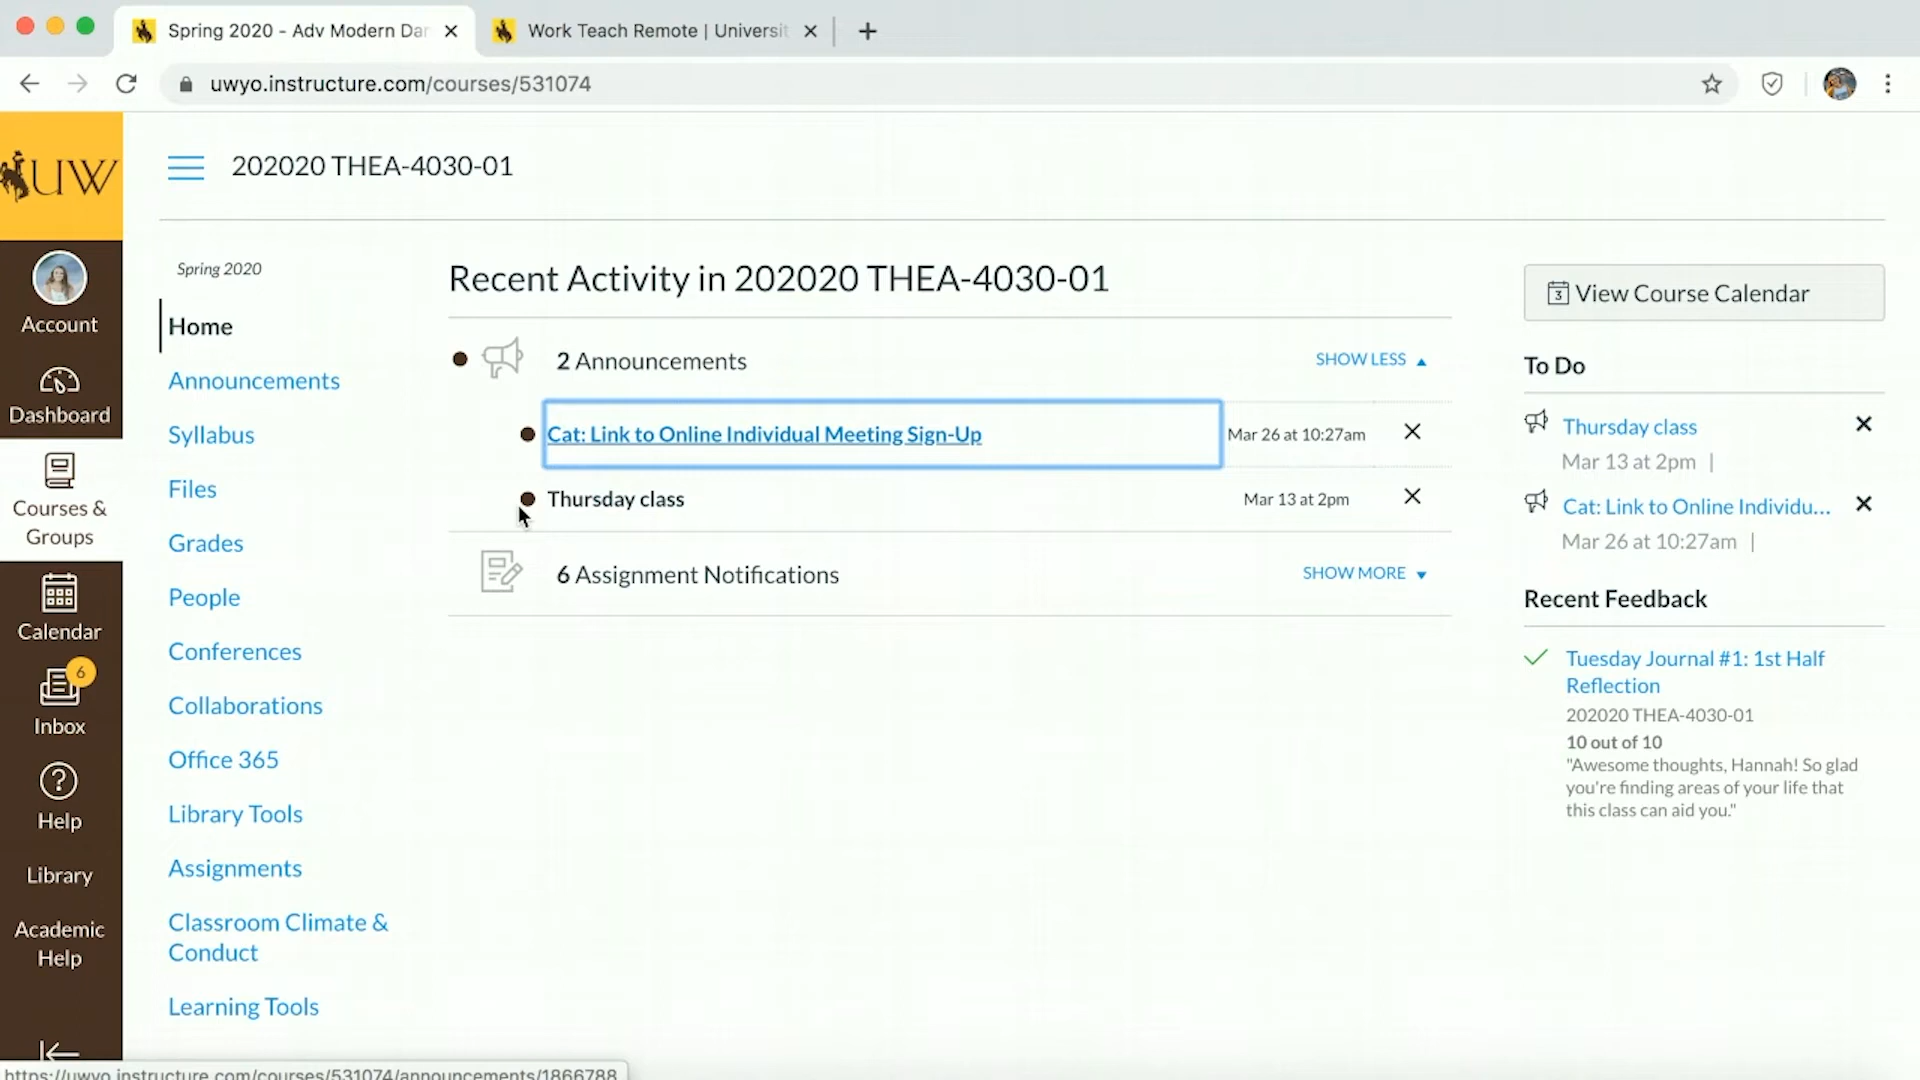 Spring 2020 - Adv Modern Dar
Work Teach Remote | Universit
uwyo.instructure.com/courses/531074
UW
202020 THEA-4030-01
Account
Dashboard
Courses &
Groups
Calendar
6
Inbox
Help
Library
Academic
Help
Spring 2020
Home
Announcements
Syllabus
Files
Grades
People
Conferences
Collaborations
Office 365
Library Tools
Assignments
Classroom Climate &
Conduct
Learning Tools
Recent Activity in 202020 THEA-4030-01
2 Announcements
SHOW LESS
Cat: Link to Online Individual Meeting Sign-Up
Mar 26 at 10:27am
Thursday class
Mar 13 at 2pm
6 Assignment Notifications
SHOW MORE
3 View Course Calendar
To Do
Thursday class
Mar 13 at 2pm |
Cat: Link to Online Individu...
Mar 26 at 10:27am |
Recent Feedback
Tuesday Journal #1: 1st Half
Reflection
202020 THEA-4030-01
10 out of 10
"Awesome thoughts, Hannah! So glad
you're finding areas of your life that
this class can aid you."
https://uwyo.instructure.com/courses/531074/announcements/1866788